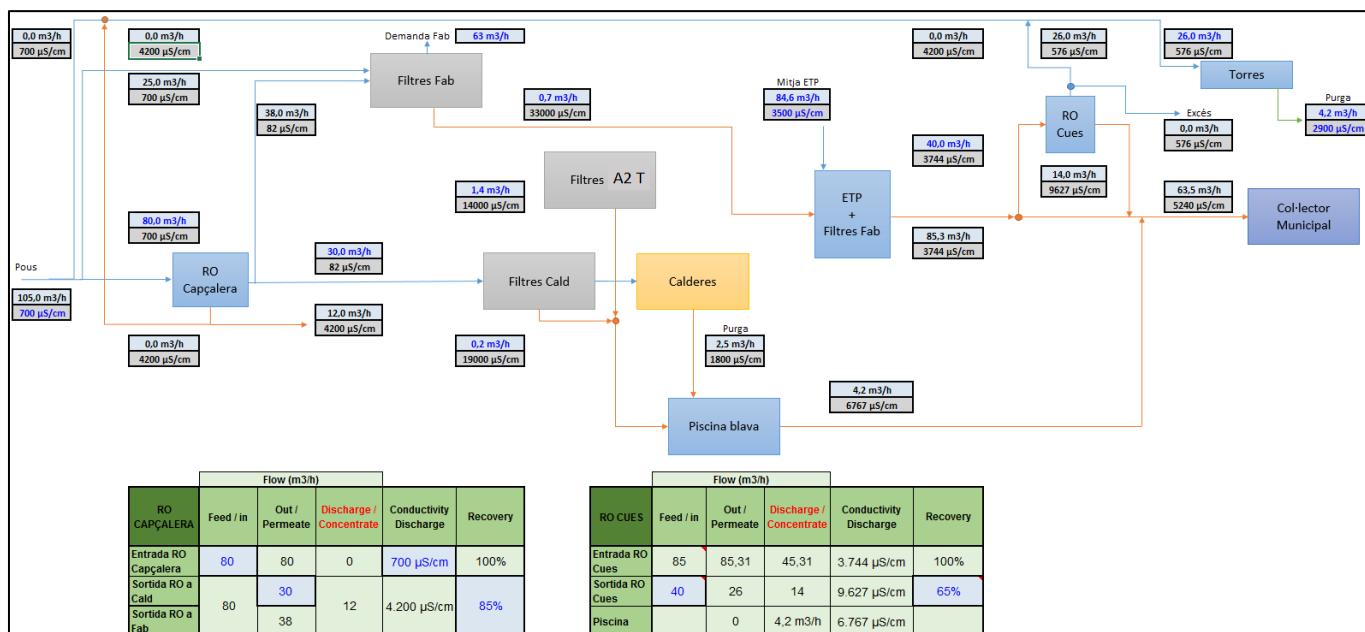 0,0 m3/h
700 µS/cm
0,0 m3/h
4200 µS/cm
Demanda Fab
63 m3/h
0,0 m3/h
4200 µS/cm
26,0 m3/h
576 µS/cm
26,0 m3/h
576 µS/cm
Filtres Fab
Torres
25,0 m3/h
700 µS/cm
Mitja ETP
84,6 m3/h
3500 µS/cm
0,7 m3/h
33000 µS/cm
Purga
4,2 m3/h
2900 µS/cm
38,0 m3/h
82 µS/cm
RO
Cues
Excés
0,0 m3/h
576 µS/cm
40,0 m3/h
3744 µS/cm
Filtres A2 T
1,4 m3/h
14000 µS/cm
ETP
+
Filtres Fab
14,0 m3/h
9627 µS/cm
63,5 m3/h
5240 µS/cm
Col·lector
Municipal
80,0 m3/h
700 µS/cm
85,3 m3/h
3744 µS/cm
Pous
RO
Capçalera
30,0 m3/h
82 µS/cm
Filtres Cald
Calderes
105,0 m3/h
700 µS/cm
12,0 m3/h
4200 µS/cm
0,0 m3/h
4200 µS/cm
0,2 m3/h
19000 µS/cm
Purga
2,5 m3/h
1800 µS/cm
4,2 m3/h
6767 µS/cm
Piscina blava
Flow (m3/h)
RO CAPÇALERA Feed / in Out / Permeate Discharge / Concentrate Conductivity Discharge Recovery
Entrada RO Capçalera 80 80 0 700 µS/cm 100%
Sortida RO a Cald 80 30 12 4.200 µS/cm 85%
Sortida RO a Fab 38
Flow (m3/h)
RO CUES Feed / in Out / Permeate Discharge / Concentrate Conductivity Discharge Recovery
Entrada RO Cues 85 85,31 45,31 3.744 µS/cm 100%
Sortida RO Cues 40 26 14 9.627 µS/cm 65%
Piscina 0 4,2 m3/h 6.767 µS/cm